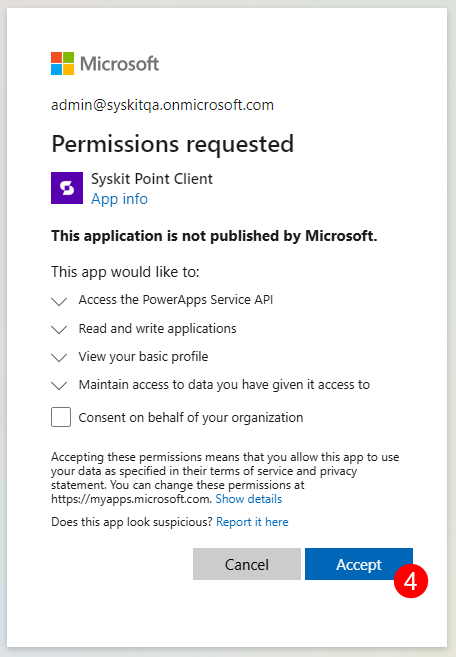 Microsoft
admin@syskitqa.onmicrosoft.com
Permissions requested
Syskit Point Client
App info
This application is not published by Microsoft.
This app would like to:
Access the PowerApps Service API
Read and write applications
View your basic profile
Maintain access to data you have given it access to
Consent on behalf of your organization
Accepting these permissions means that you allow this app to use
your data as specified in their terms of service and privacy
statement. You can change these permissions at
https://myapps.microsoft.com. Show details
Does this app look suspicious? Report it here
Cancel Accept
4